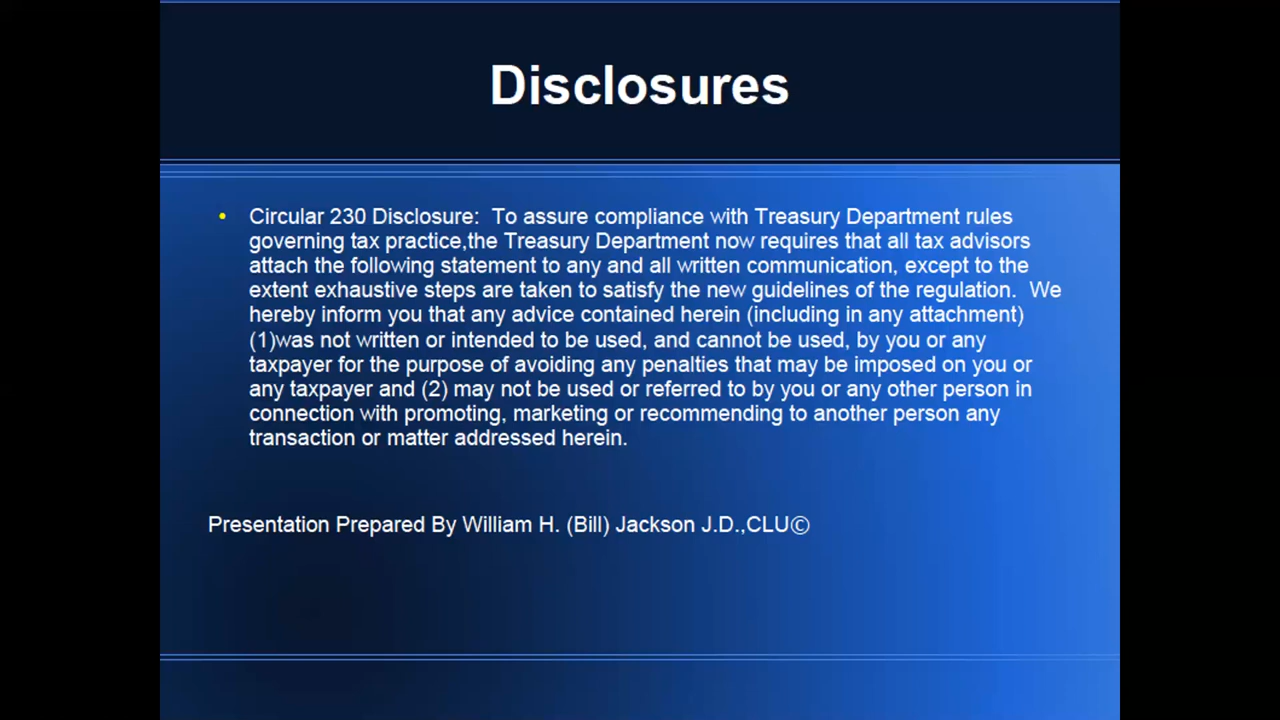 Disclosures
• Circular 230 Disclosure:  To assure compliance with Treasury Department rules
governing tax practice,the Treasury Department now requires that all tax advisors
attach the following statement to any and all written communication, except to the
extent exhaustive steps are taken to satisfy the new guidelines of the regulation.  We
hereby inform you that any advice contained herein (including in any attachment)
(1)was not written or intended to be used, and cannot be used, by you or any
taxpayer for the purpose of avoiding any penalties that may be imposed on you or
any taxpayer and (2) may not be used or referred to by you or any other person in
connection with promoting, marketing or recommending to another person any
transaction or matter addressed herein.
Presentation Prepared By William H. (Bill) Jackson J.D.,CLU©